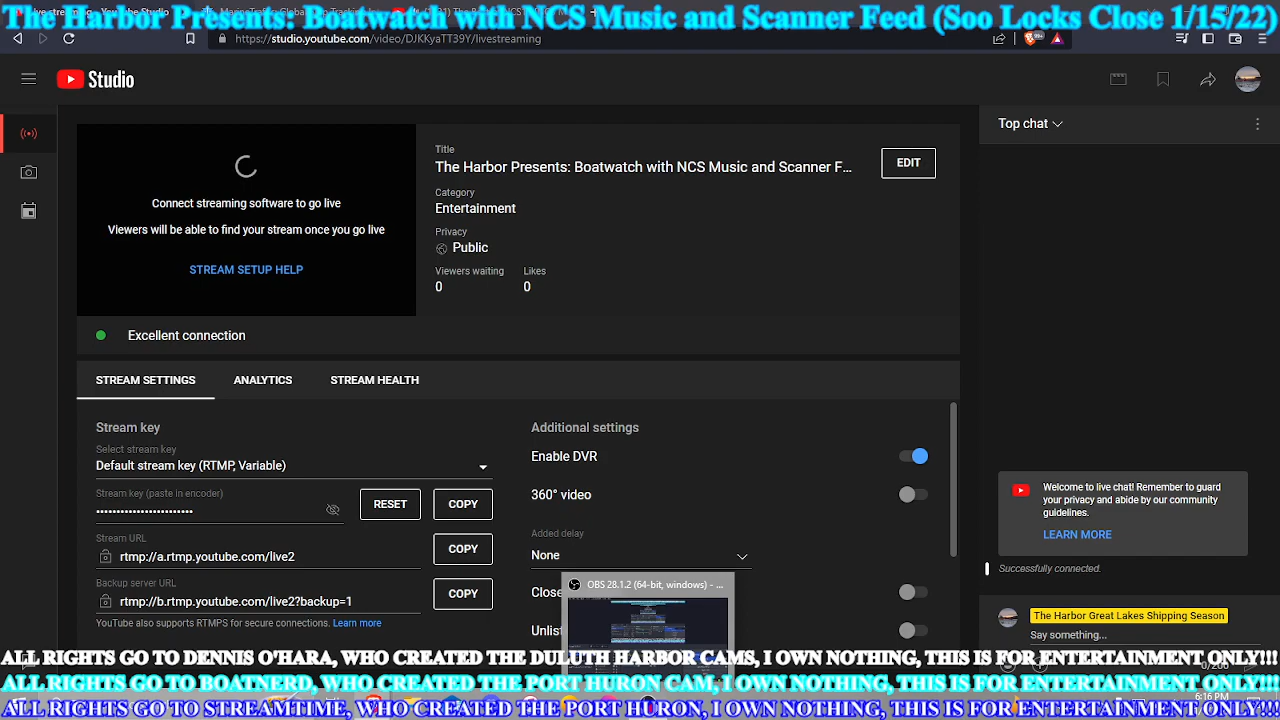 The Harbor Presents: Boatwatch with NCS Music and Scanner Feed (Soo Locks Close 1/15/22)
https://studio.youtube.com/video/DJKKyaTT39Y/livestreaming
99+
Studio
Top chat
Connect streaming software to go live
Viewers will be able to find your stream once you go live
STREAM SETUP HELP
Title
The Harbor Presents: Boatwatch with NCS Music and Scanner F...
EDIT
Category
Entertainment
Privacy
Public
Viewers waiting Likes
0 0
Excellent connection
STREAM SETTINGS ANALYTICS STREAM HEALTH
Stream key
Select stream key
Default stream key (RTMP, Variable)
Stream key (paste in encoder)
••••••••••••••••••••••••
RESET COPY
Stream URL
rtmp://a.rtmp.youtube.com/live2
COPY
Backup server URL
rtmp://b.rtmp.youtube.com/live2?backup=1
COPY
YouTube also supports RTMPS for secure connections. Learn more
Additional settings
Enable DVR
360° video
Added delay
None
OBS 28.1.2 (64-bit, windows) - ...
Close
Unlist
Welcome to live chat! Remember to guard
your privacy and abide by our community
guidelines.
LEARN MORE
Successfully connected.
The Harbor Great Lakes Shipping Season
Say something...
0/200
ALL RIGHTS GO TO DENNIS O'HARA, WHO CREATED THE DULUTH HARBOR CAMS, I OWN NOTHING, THIS IS FOR ENTERTAINMENT ONLY!!!
ALL RIGHTS GO TO BOATNERD, WHO CREATED THE PORT HURON CAM, I OWN NOTHING, THIS IS FOR ENTERTAINMENT ONLY!!!
6:16 PM
ALL RIGHTS GO TO STREAMTIME, WHO CREATED THE PORT HURON, I OWN NOTHING, THIS IS FOR ENTERTAINMENT ONLY!!!